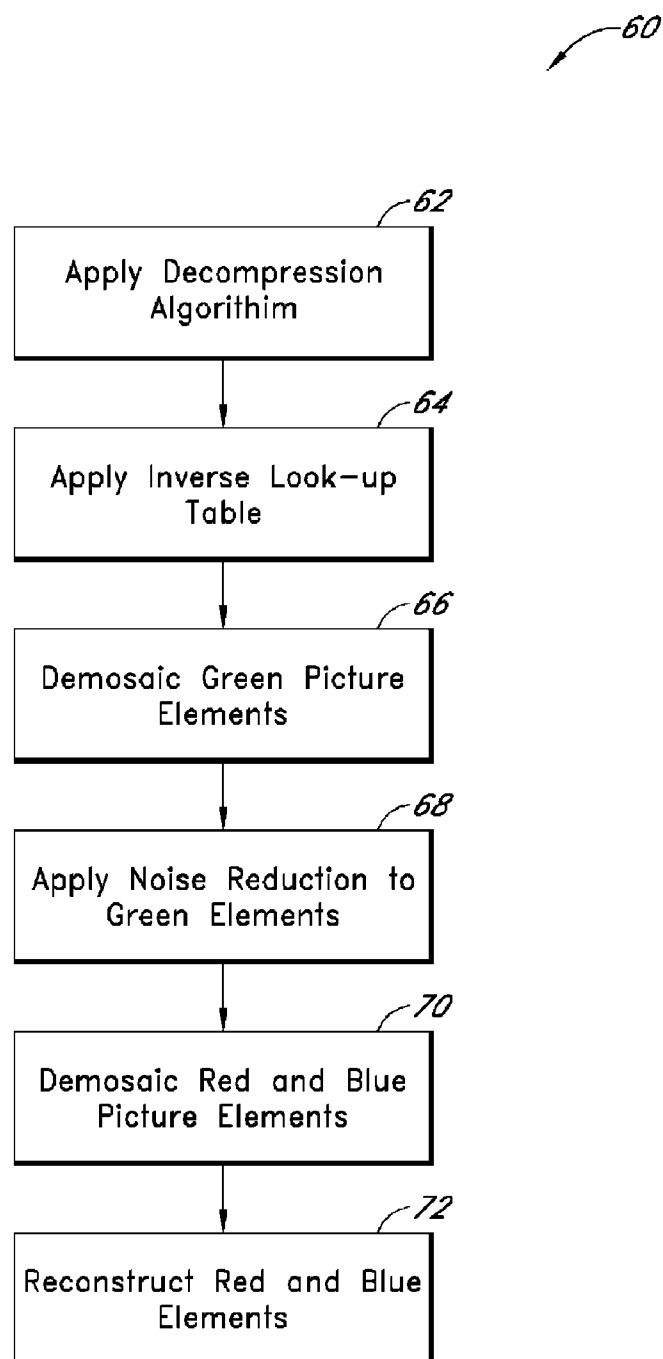 60
62
Apply Decompression
Algorithim
64
Apply Inverse Look-up
Table
66
Demosaic Green Picture
Elements
68
Apply Noise Reduction to
Green Elements
70
Demosaic Red and Blue
Picture Elements
72
Reconstruct Red and Blue
Elements